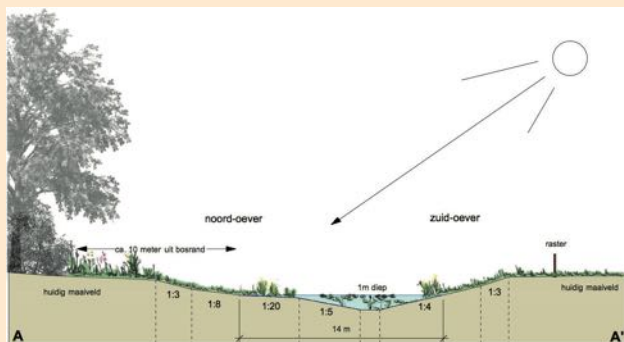 noord-oever
zuid-oever
ca. 10 meter uit bosrand
raster
huidig maaiveld
1:3
1:8
1:20
1:5
1m diep
1:4
1:3
huidig maaiveld
14 m
A
A'